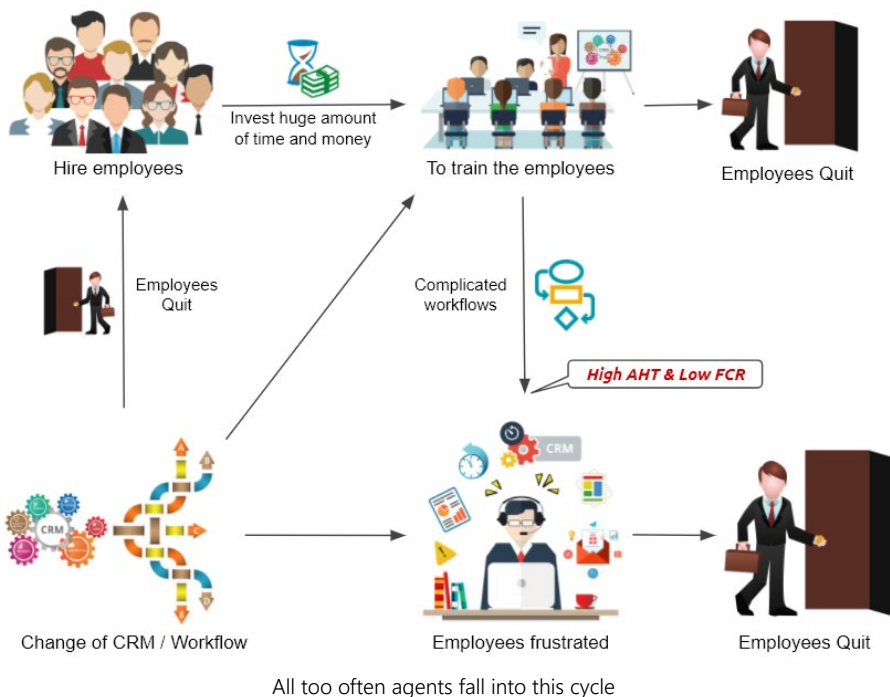 Invest huge amount
of time and money
Hire employees
To train the employees
Employees Quit
Employees
Quit
Complicated
workflows
High AHT & Low FCR
CRM
CRM
A
B
C
D
E
Change of CRM / Workflow
Employees frustrated
Employees Quit
All too often agents fall into this cycle